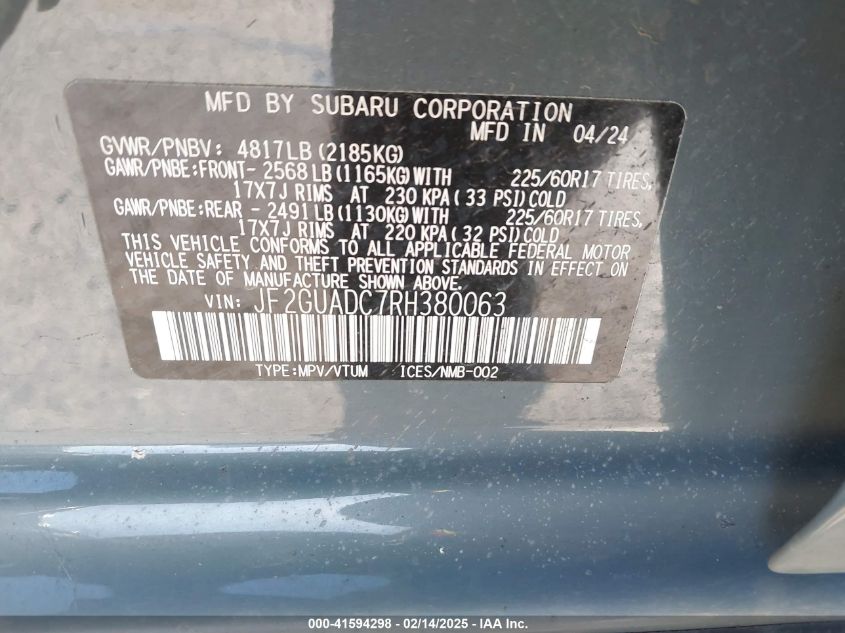 MFD BY SUBARU CORPORATION
MFD IN 04/24
GVWR/PNBV: 4817LB (2185KG)
GAWR/PNBE:FRONT- 2568 LB (1165KG) WITH 225/60R17 TIRES,
17X7J RIMS AT 230 KPA ( 33 PSI) COLD
GAWR/PNBE:REAR - 2491 LB (1130KG) WITH 225/60R17 TIRES,
17X7J RIMS AT 220 KPA ( 32 PSI) COLD
THIS VEHICLE CONFORMS TO ALL APPLICABLE FEDERAL MOTOR
VEHICLE SAFETY AND THEFT PREVENTION STANDARDS IN EFFECT ON
THE DATE OF MANUFACTURE SHOWN ABOVE.
VIN: JF2GUADC7RH380063
TYPE:MPV/VTUM ICES/NMB-002
000-41594298 - 02/14/2025 - IAA Inc.